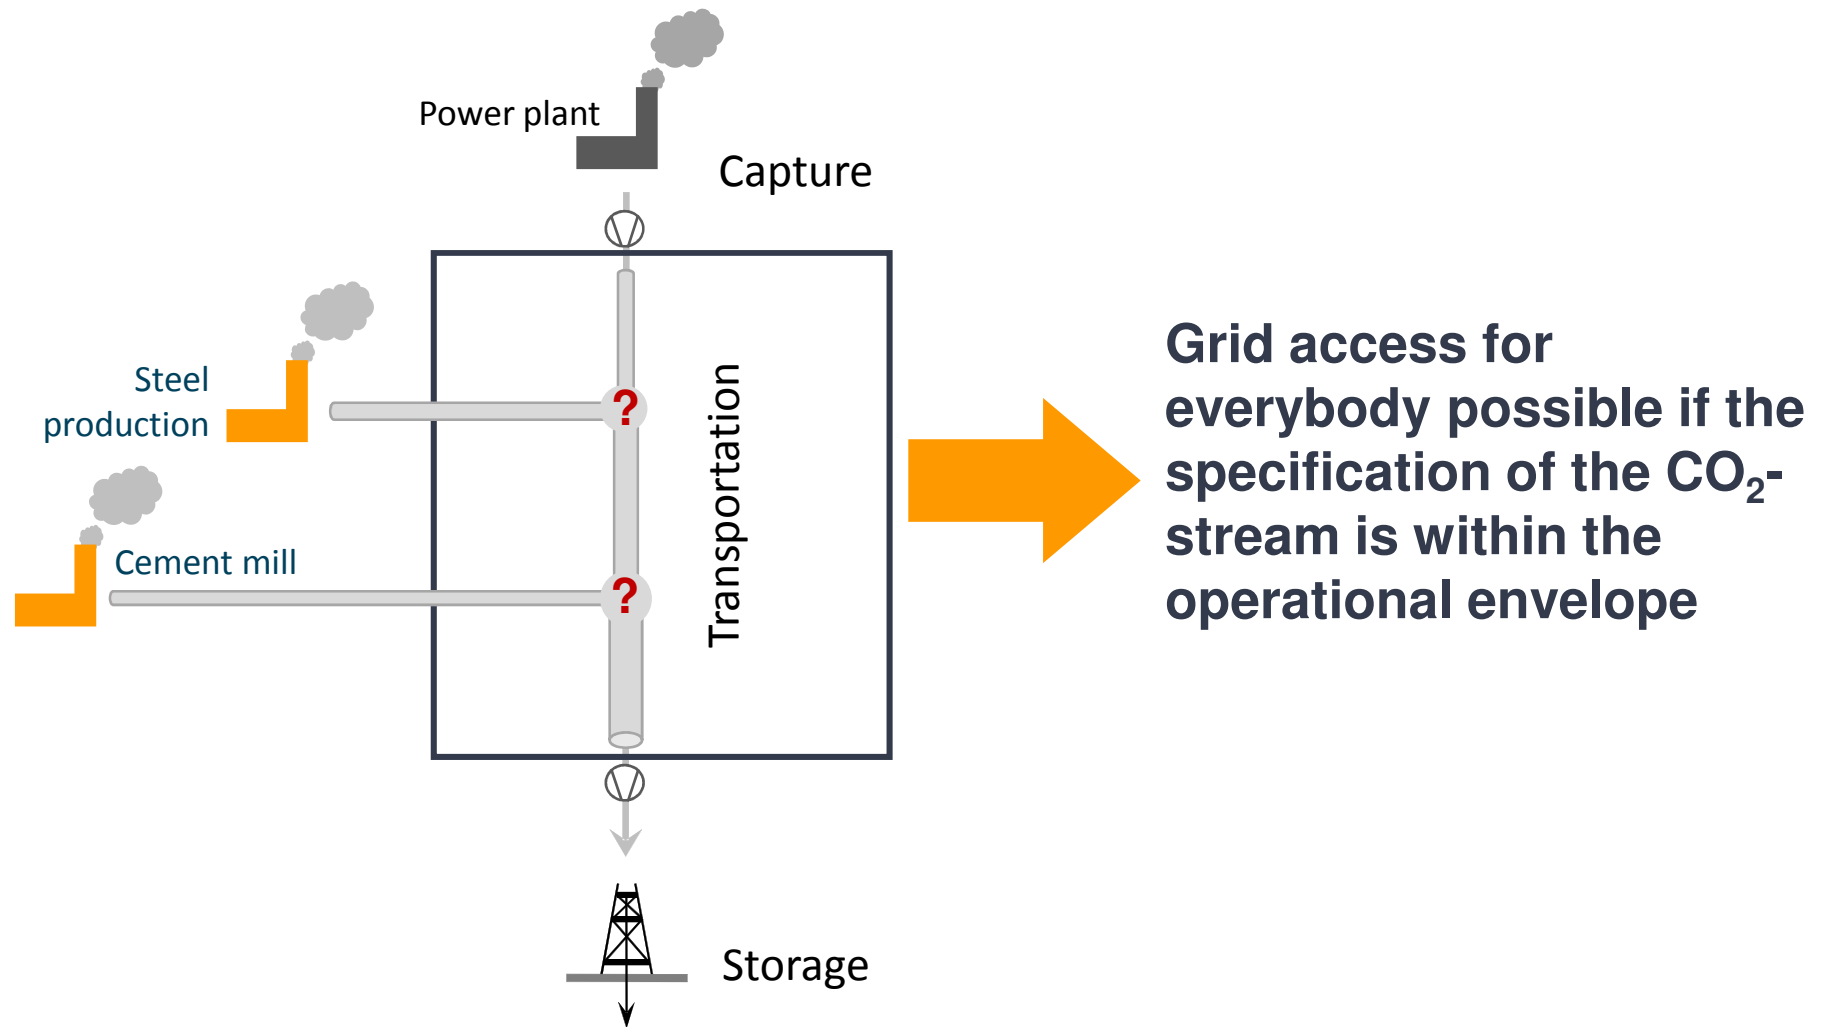 Power plant
Capture
Steel
production
?
Cement mill
?
Transportation
Grid access for
everybody possible if the
specification of the CO₂-
stream is within the
operational envelope
Storage